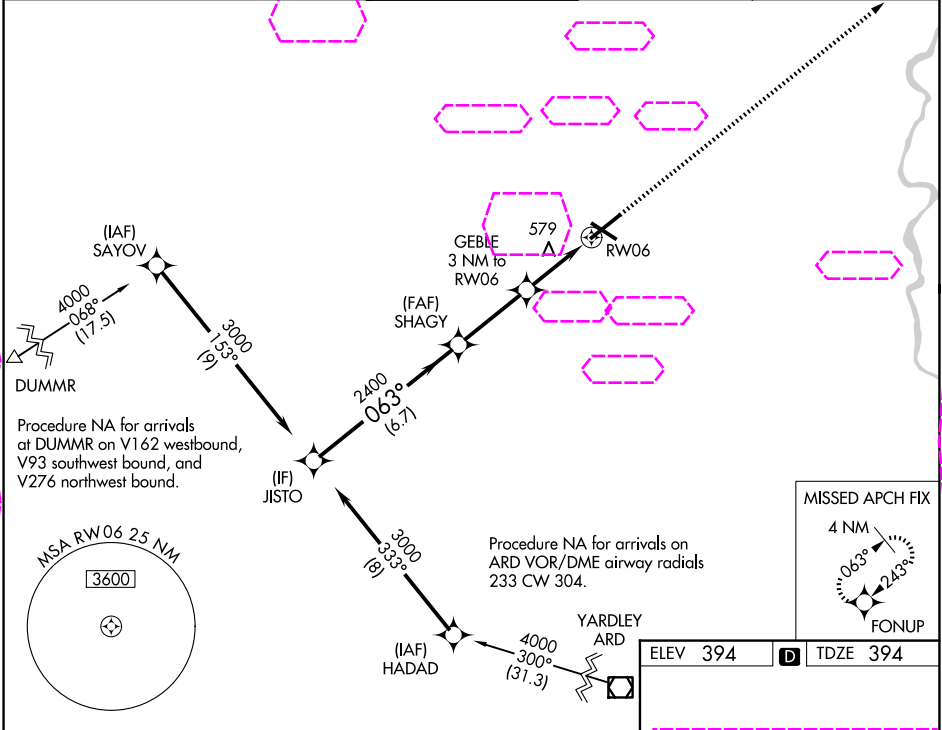 (IAF)
SAYOV
4000
068°
(17.5)
DUMMR
3000
153°
(9)
579
GEBLE
3 NM to
RW06
RW06
(FAF)
SHAGY
2400
063°
(6.7)
Procedure NA for arrivals
at DUMMR on V162 westbound,
V93 southwest bound, and
V276 northwest bound.
(IF)
JISTO
MSA RW06 25 NM
3600
3000
333°
(8)
Procedure NA for arrivals on
ARD VOR/DME airway radials
233 CW 304.
(IAF)
HADAD
4000
300°
(31.3)
YARDLEY
ARD
MISSED APCH FIX
4 NM
063°
243°
FONUP
ELEV 394 D TDZE 394